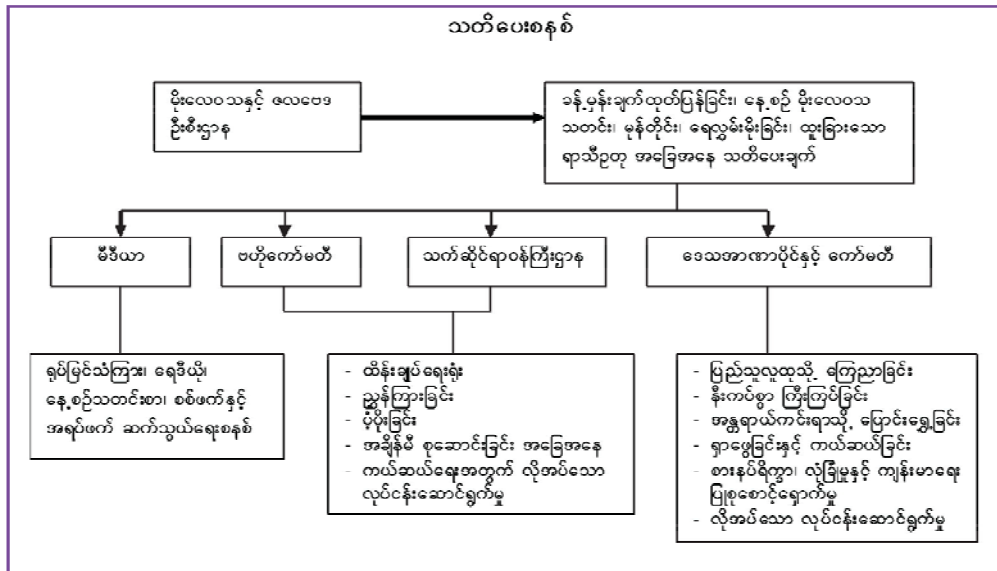 သတိပေးစနစ်
မိုးလေဝသနှင့် ဇလဗေဒ
ဦးစီးဌာန
ခန့်မှန်းချက်ထုတ်ပြန်ခြင်း၊ နေ့စဉ် မိုးလေဝသ
သတင်း၊ မုန်တိုင်း၊ ရေလွှမ်းမိုးခြင်း၊ ထူးခြားသော
ရာသီဥတု အခြေအနေ သတိပေးချက်
မီဒီယာ
ဗဟိုကော်မတီ
သက်ဆိုင်ရာဝန်ကြီးဌာန
ဒေသအာဏာပိုင်နှင့် ကော်မတီ
ရုပ်မြင်သံကြား၊ ရေဒီယို၊
နေ့စဉ်သတင်းစာ၊ စစ်ဖက်နှင့်
အရပ်ဖက် ဆက်သွယ်ရေးစနစ်
- ထိန်းချုပ်ရေးရုံး
- ညွှန်ကြားခြင်း
- ပံ့ပိုးခြင်း
- အချိန်မီ စုဆောင်းခြင်း အခြေအနေ
- ကယ်ဆယ်ရေးအတွက် လိုအပ်သော
လုပ်ငန်းဆောင်ရွက်မှု
- ပြည်သူလူထုသို့ ကြေညာခြင်း
- နီးကပ်စွာ ကြီးကြပ်ခြင်း
- အန္တရာယ်ကင်းရာသို့ ပြောင်းရွှေ့ခြင်း
- ရှာဖွေခြင်းနှင့် ကယ်ဆယ်ခြင်း
- စားနပ်ရိက္ခာ၊ လုံခြုံမှုနှင့် ကျန်းမာရေး
ပြုစုစောင့်ရှောက်မှု
- လိုအပ်သော လုပ်ငန်းဆောင်ရွက်မှု